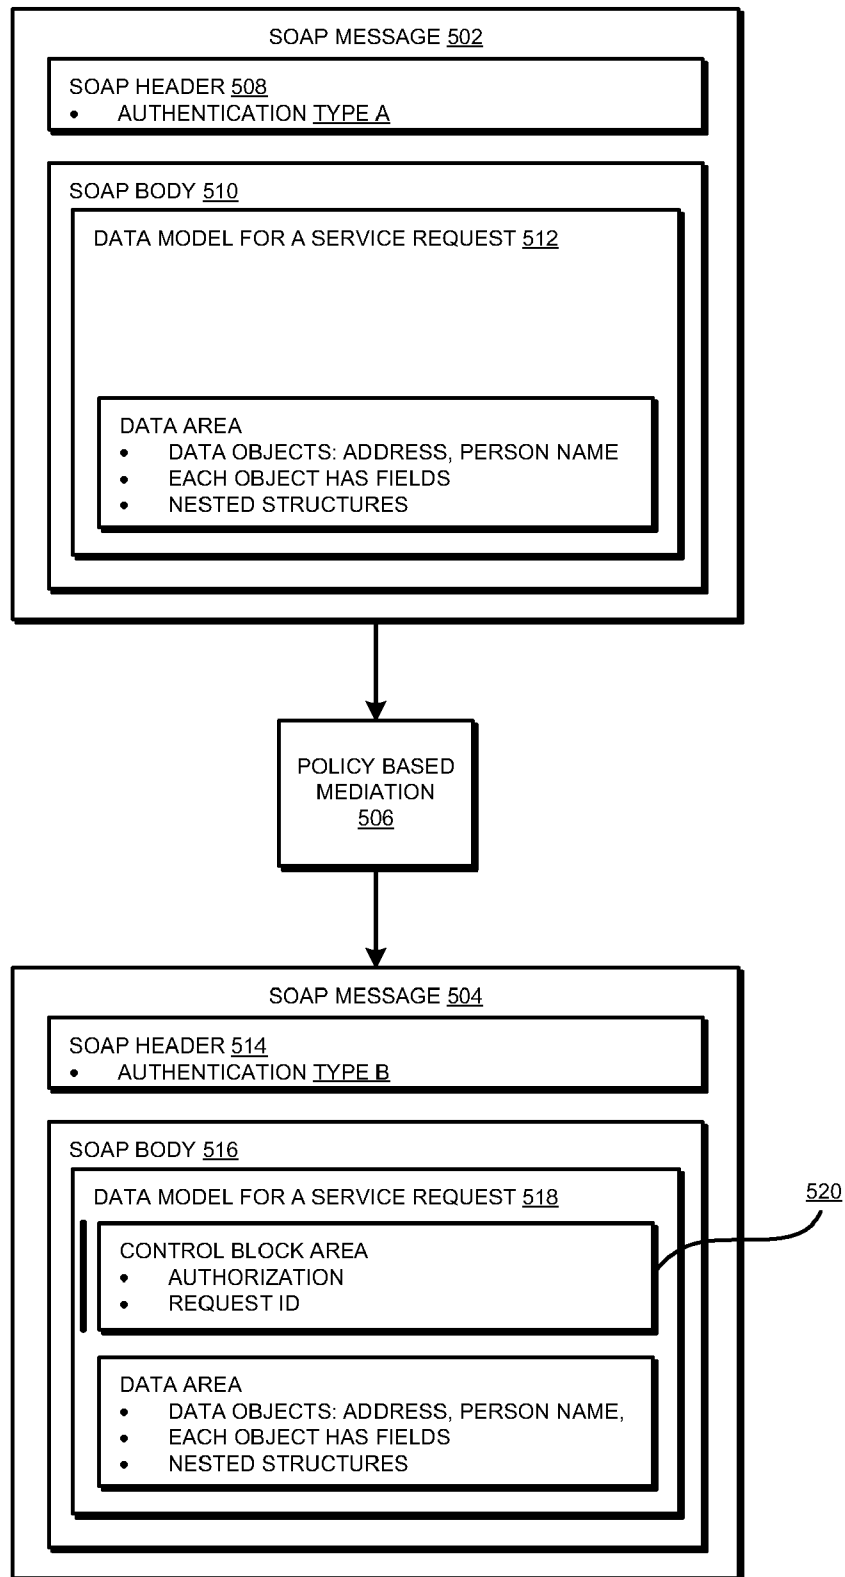 SOAP MESSAGE 502
SOAP HEADER 508
• AUTHENTICATION TYPE A
SOAP BODY 510
DATA MODEL FOR A SERVICE REQUEST 512
DATA AREA
• DATA OBJECTS: ADDRESS, PERSON NAME
• EACH OBJECT HAS FIELDS
• NESTED STRUCTURES
POLICY BASED
MEDIATION
506
SOAP MESSAGE 504
SOAP HEADER 514
• AUTHENTICATION TYPE B
SOAP BODY 516
DATA MODEL FOR A SERVICE REQUEST 518
520
CONTROL BLOCK AREA
• AUTHORIZATION
• REQUEST ID
DATA AREA
• DATA OBJECTS: ADDRESS, PERSON NAME,
• EACH OBJECT HAS FIELDS
• NESTED STRUCTURES